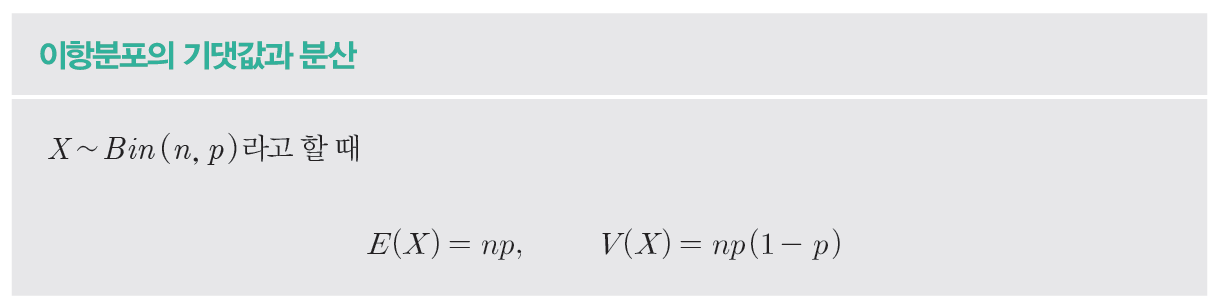 이항분포의 기댓값과 분산
X~Bin(n, p)라고 할 때
E(X) = np, V(X) = np(1 − p)